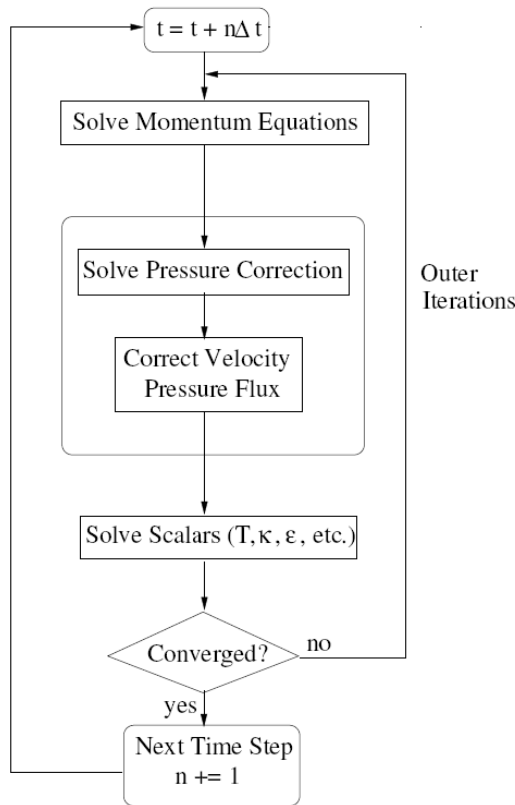 t = t + nΔ t
Solve Momentum Equations
Solve Pressure Correction
Outer
Iterations
Correct Velocity
Pressure Flux
Solve Scalars (T, κ, ε, etc.)
Converged?
no
yes
Next Time Step
n += 1